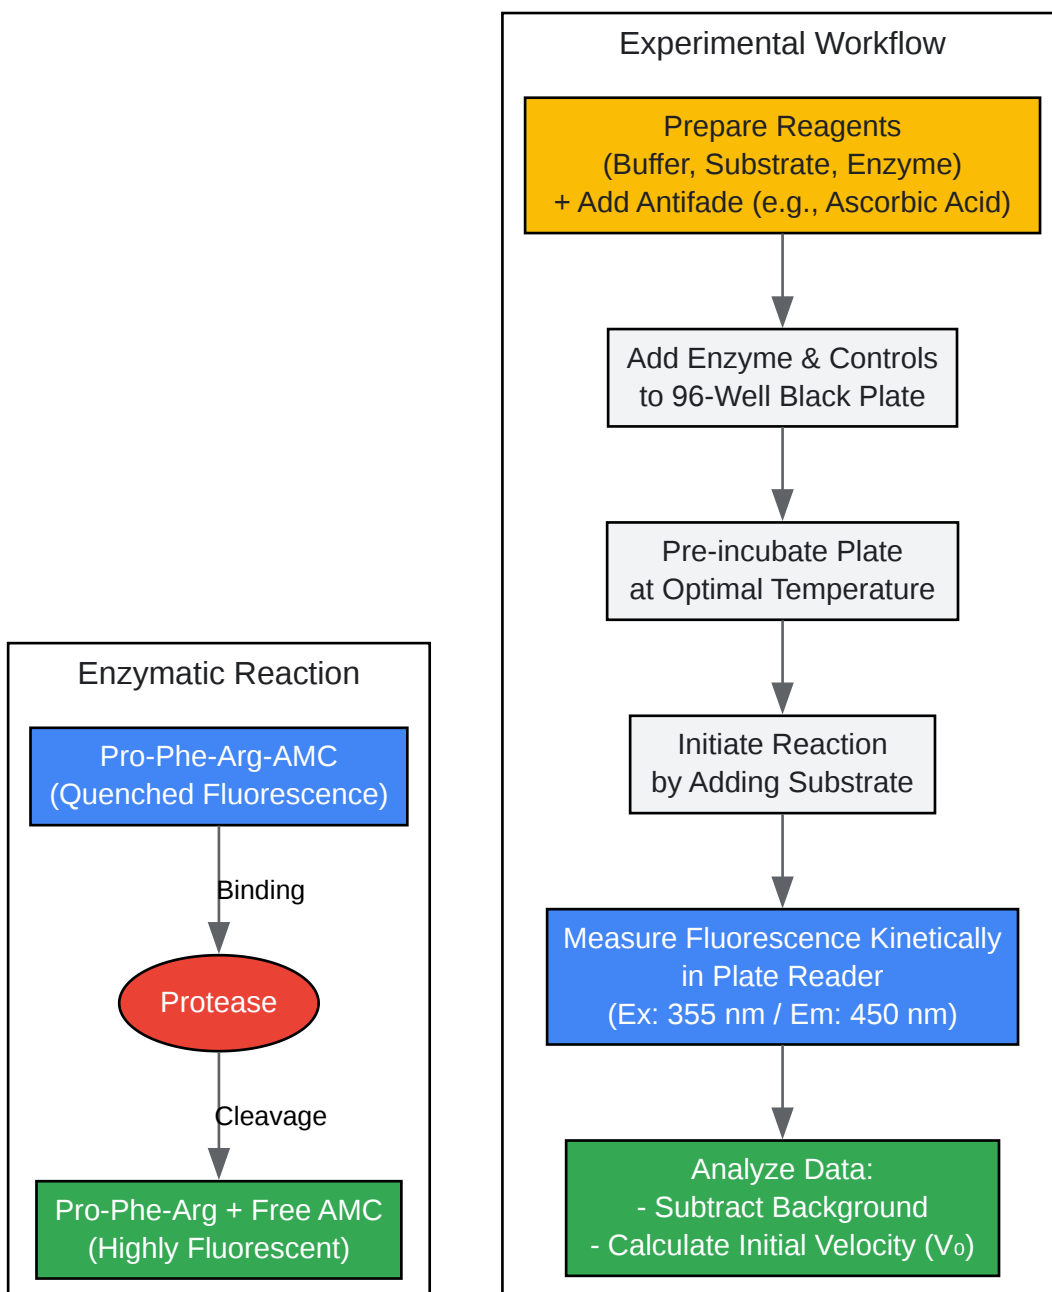 Experimental Workflow
Prepare Reagents
(Buffer, Substrate, Enzyme)
+ Add Antifade (e.g., Ascorbic Acid)
Add Enzyme & Controls
to 96-Well Black Plate
Pre-incubate Plate
at Optimal Temperature
Initiate Reaction
by Adding Substrate
Measure Fluorescence Kinetically
in Plate Reader
(Ex: 355 nm / Em: 450 nm)
Analyze Data:
- Subtract Background
- Calculate Initial Velocity (V₀)
Enzymatic Reaction
Pro-Phe-Arg-AMC
(Quenched Fluorescence)
Binding
Protease
Cleavage
Pro-Phe-Arg + Free AMC
(Highly Fluorescent)